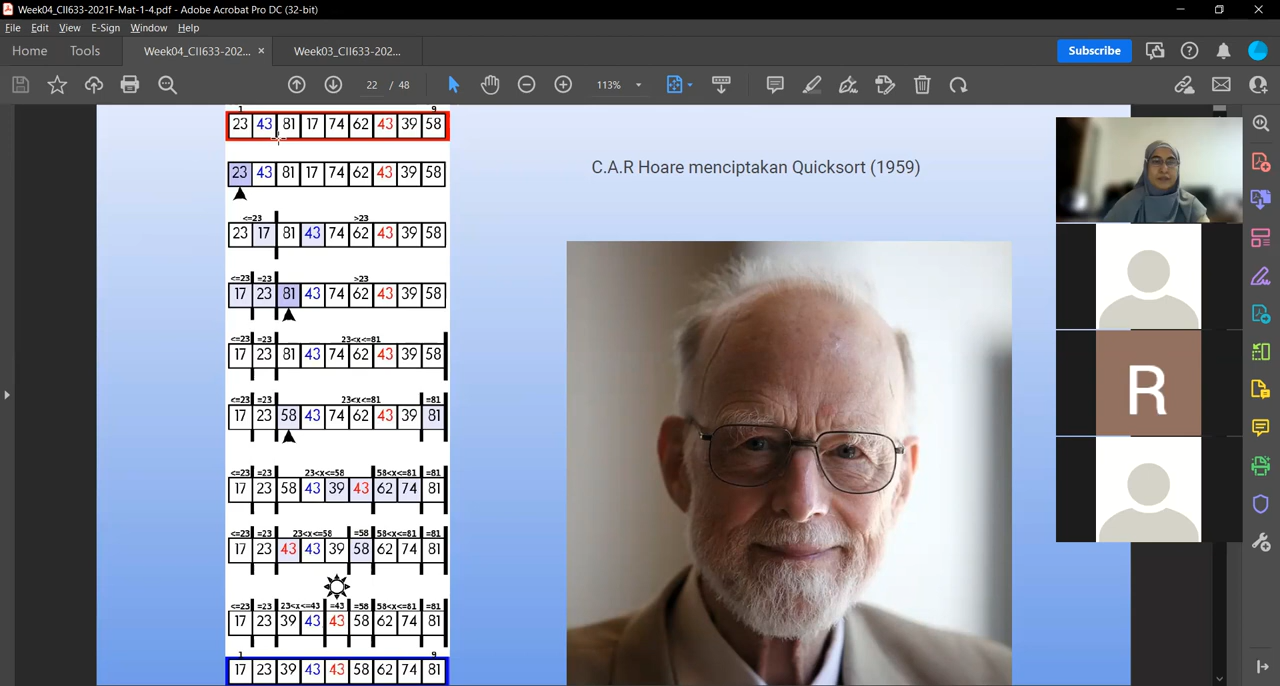 Week04_CII633-2021F-Mat-1-4.pdf - Adobe Acrobat Pro DC (32-bit)
File Edit View E-Sign Window Help
Home Tools Week04_CII633-202... × Week03_CII633-202... Subscribe
22 / 48 113%
1 9
23 43 81 17 74 62 43 39 58
C.A.R Hoare menciptakan Quicksort (1959)
23 43 81 17 74 62 43 39 58
<=23 >23
23 17 81 43 74 62 43 39 58
<=23 =23 >23
17 23 81 43 74 62 43 39 58
<=23 =23 23<x<=81
17 23 81 43 74 62 43 39 58
<=23 =23 23<x<=81 =81
17 23 58 43 74 62 43 39 81
R
<=23 =23 23<x<=58 58<x<=81 =81
17 23 58 43 39 43 62 74 81
<=23 =23 23<x<=58 =58 58<x<=81 =81
17 23 43 43 39 58 62 74 81
<=23 =23 23<x<=43 =43 =58 58<x<=81 =81
17 23 39 43 43 58 62 74 81
1 9
17 23 39 43 43 58 62 74 81